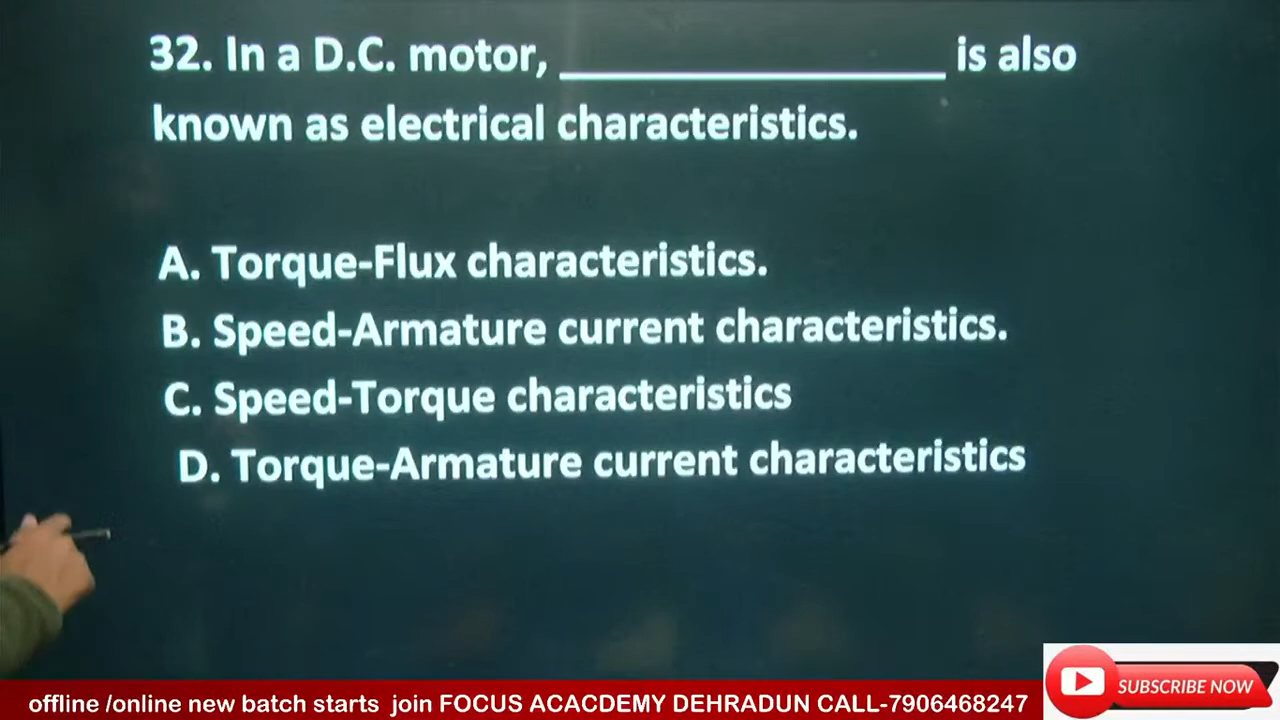 32. In a D.C. motor, ________________ is also
known as electrical characteristics.
A. Torque-Flux characteristics.
B. Speed-Armature current characteristics.
C. Speed-Torque characteristics
D. Torque-Armature current characteristics
offline /online new batch starts join FOCUS ACACDEMY DEHRADUN CALL-7906468247
SUBSCRIBE NOW